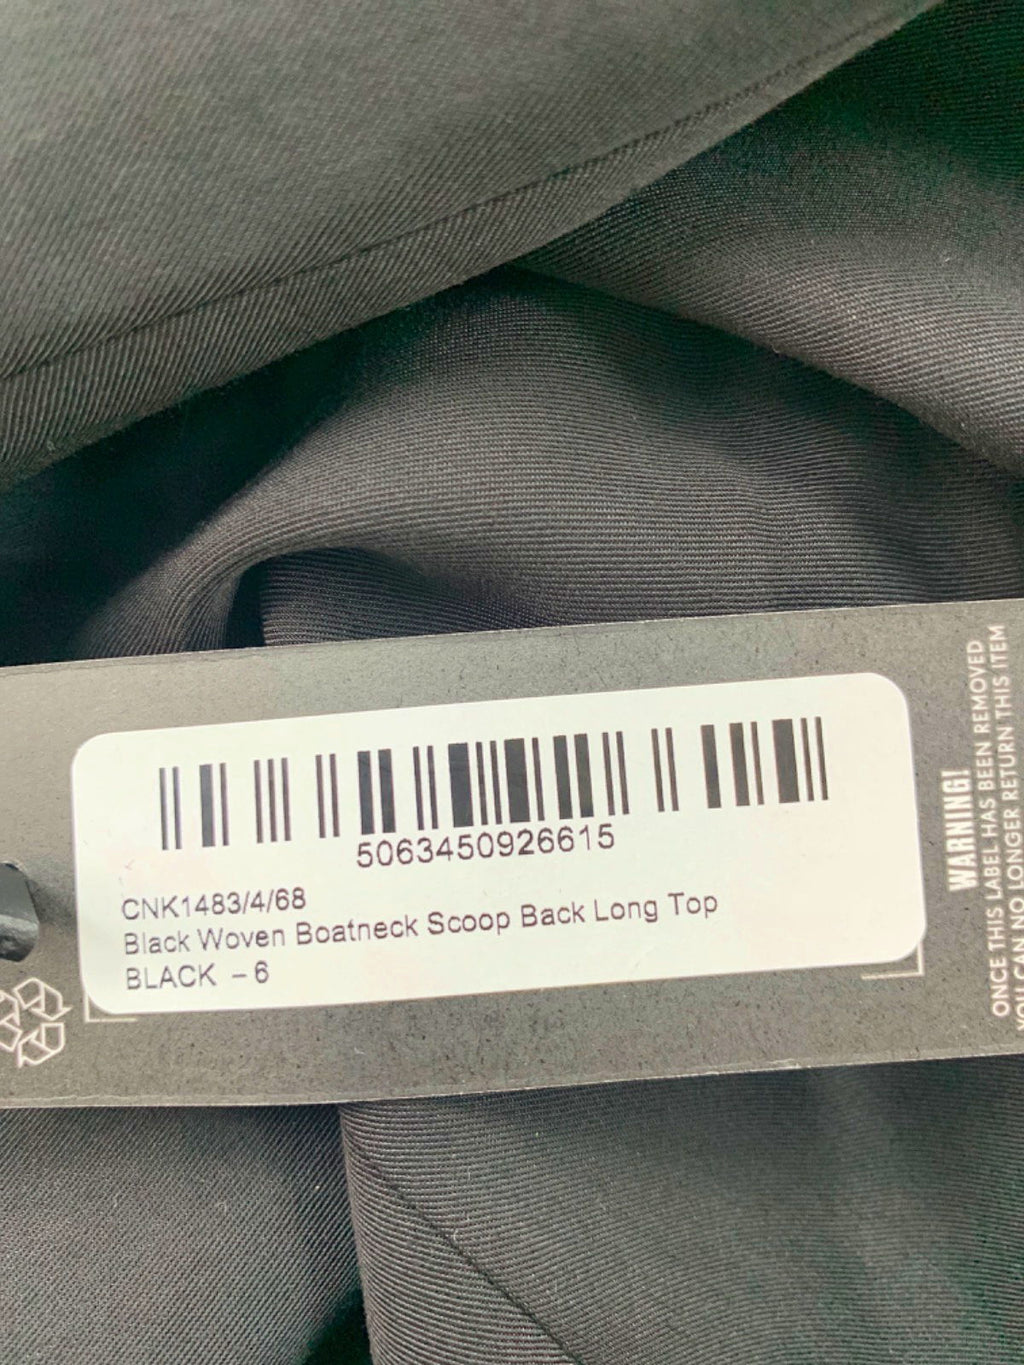 5063450926615
CNK1483/4/68
Black Woven Boatneck Scoop Back Long Top
BLACK – 6
WARNING!
ONCE THIS LABEL HAS BEEN REMOVED
YOU CAN NO LONGER RETURN THIS ITEM